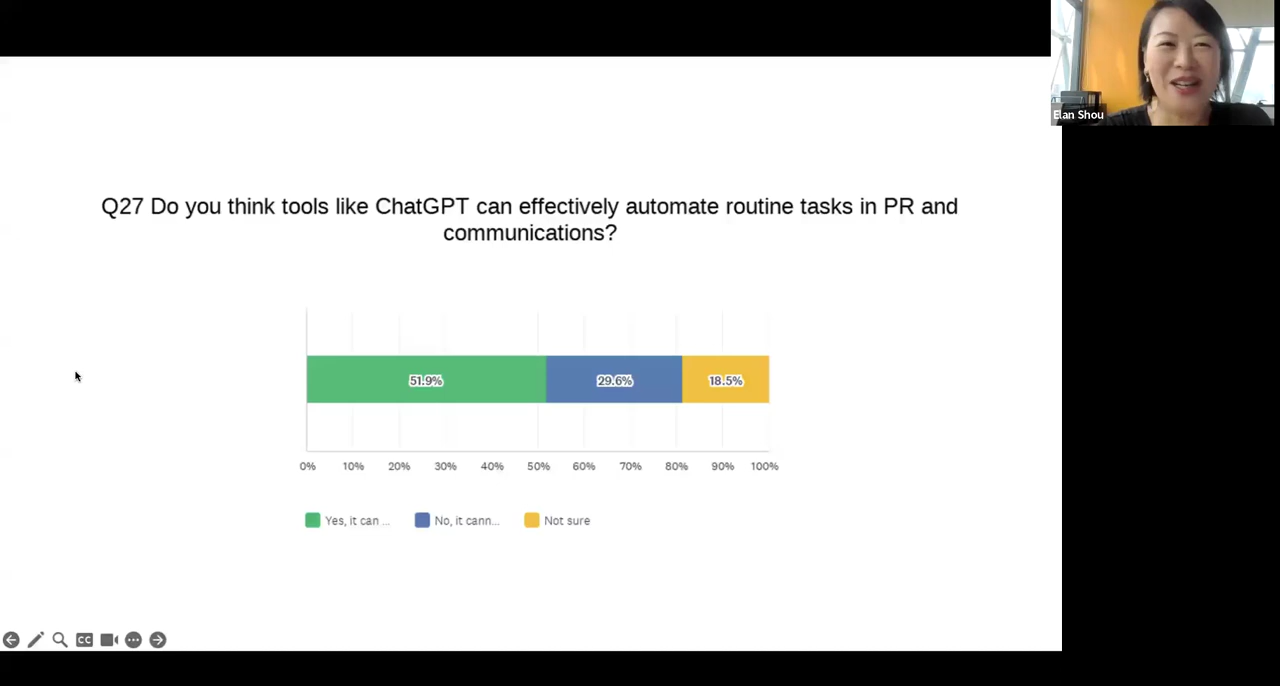 Elan Shou
Q27 Do you think tools like ChatGPT can effectively automate routine tasks in PR and
communications?
51.9% 29.6% 18.5%
0% 10% 20% 30% 40% 50% 60% 70% 80% 90% 100%
Yes, it can ... No, it cann... Not sure
CC